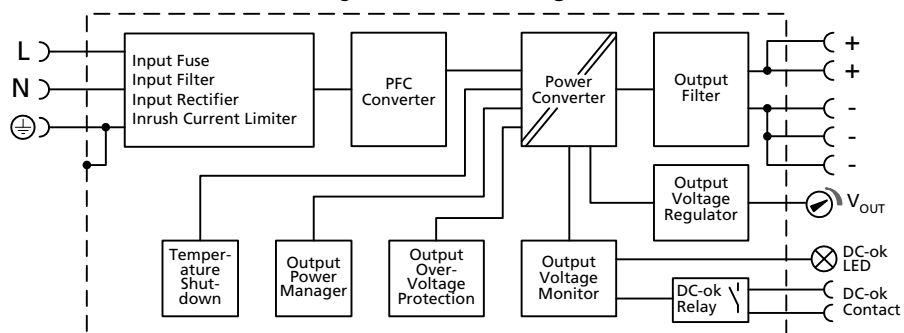 L
N
Input Fuse
Input Filter
Input Rectifier
Inrush Current Limiter
PFC
Converter
Power
Converter
Output
Filter
+
+
-
-
-
Output
Voltage
Regulator
VOUT
Temper-
ature
Shut-
down
Output
Power
Manager
Output
Over-
Voltage
Protection
Output
Voltage
Monitor
DC-ok
LED
DC-ok
Relay
DC-ok
Contact